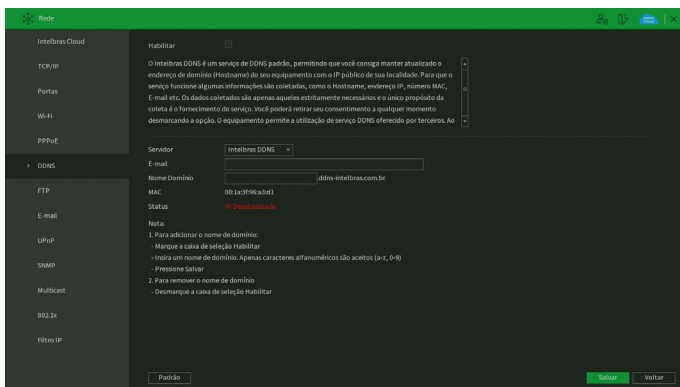 Rede
Intelbras Cloud
TCP/IP
Portas
Wi-Fi
PPPoE
> DDNS
FTP
E-mail
UPnP
SNMP
Multicast
802.1x
Filtro IP
Habilitar
O Intelbras DDNS é um serviço de DDNS padrão, permitindo que você consiga manter atualizado o
endereço de domínio (Hostname) do seu equipamento com o IP público de sua localidade. Para que o
serviço funcione algumas informações são coletadas, como o Hostname, endereço IP, número MAC,
E-mail etc. Os dados coletados são apenas aqueles estritamente necessários e o único propósito da
coleta é o fornecimento do serviço. Você poderá retirar seu consentimento a qualquer momento
desmarcando a opção. O equipamento permite a utilização de serviço DDNS oferecido por terceiros. Ao
Servidor Intelbras DDNS
E-mail
Nome Domínio .ddns-intelbras.com.br
MAC 00:1a:3f:96:a3:d1
Status IP Desatualizado
Nota:
1. Para adicionar o nome de domínio:
- Marque a caixa de seleção Habilitar
- Insira um nome de domínio. Apenas caracteres alfanuméricos são aceitos (a-z, 0-9)
- Pressione Salvar
2. Para remover o nome de domínio
- Desmarque a caixa de seleção Habilitar
Padrão Salvar Voltar